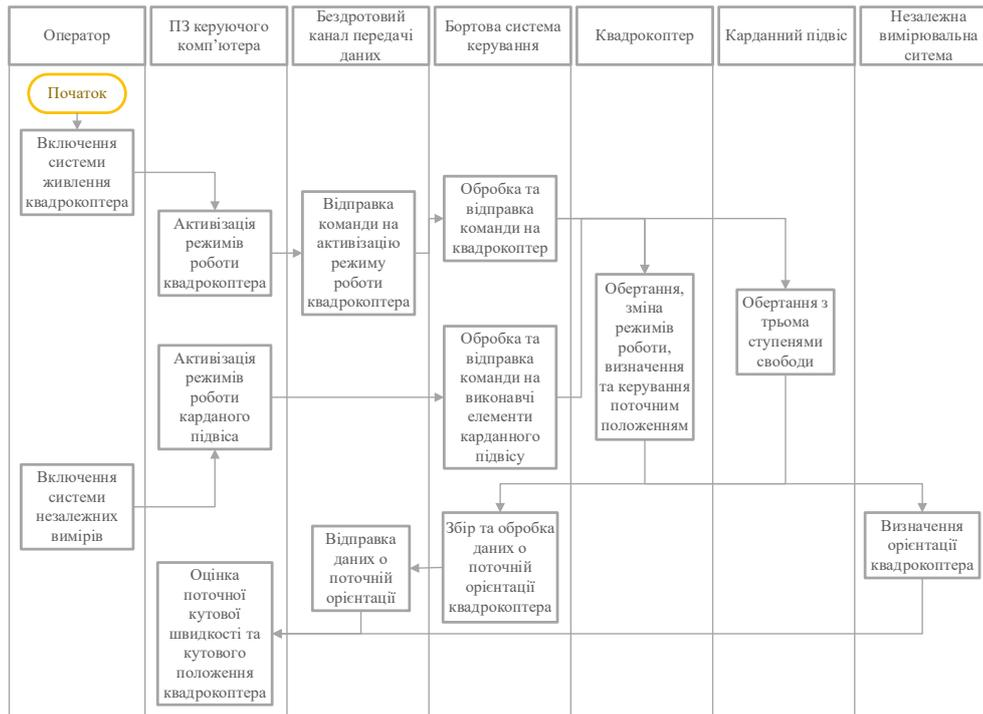 Оператор
ПЗ керуючого
комп’ютера
Бездротовий
канал передачі
даних
Бортова система
керування
Квадрокоптер
Карданний підвіс
Незалежна
вимірювальна
ситема
Початок
Включення
системи
живлення
квадрокоптера
Активізація
режимів
роботи
квадрокоптера
Відправка
команди на
активізацію
режиму
роботи
квадрокоптера
Обробка та
відправка
команди на
квадрокоптер
Обертання,
зміна
режимів
роботи,
визначення
та керування
поточним
положенням
Обертання з
трьома
ступенями
свободи
Активізація
режимів
роботи
карданого
підвіса
Обробка та
відправка
команди на
виконавчі
елементи
карданного
підвісу
Включення
системи
незалежних
вимірів
Оцінка
поточної
кутової
швидкості та
кутового
положення
квадрокоптера
Відправка
даних о
поточній
орієнтації
Збір та обробка
даних о
поточній
орієнтації
квадрокоптера
Визначення
орієнтації
квадрокоптера